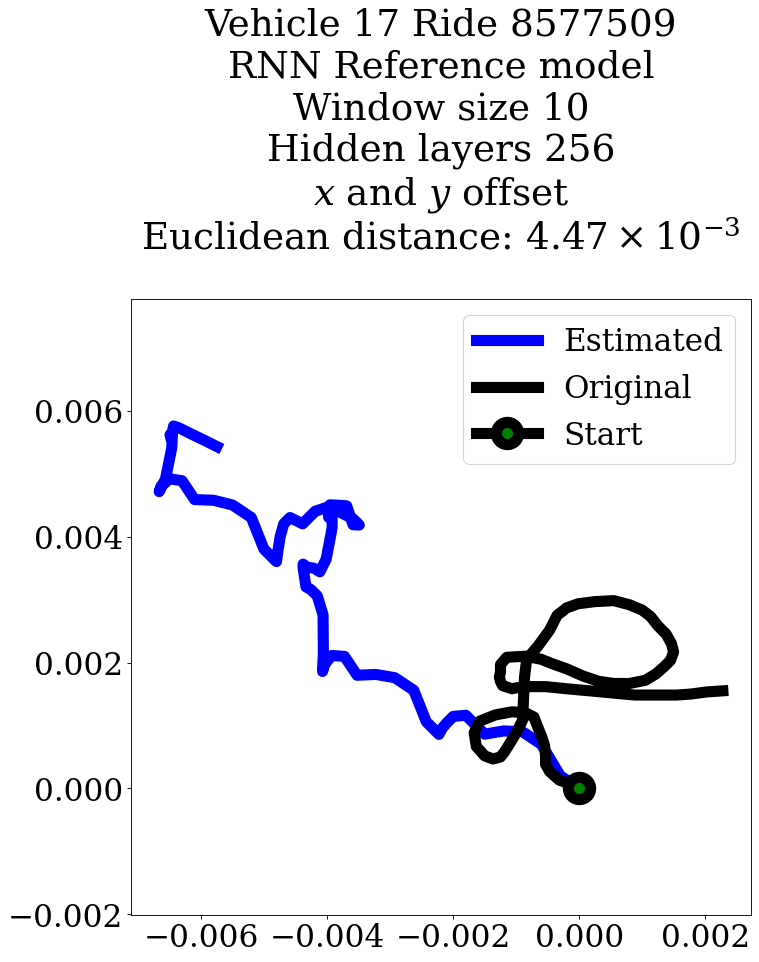 Vehicle 17 Ride 8577509
RNN Reference model
Window size 10
Hidden layers 256
x and y offset
Euclidean distance: 4.47 × 10⁻³
Estimated
Original
Start
0.006
0.004
0.002
0.000
−0.002
−0.006 −0.004 −0.002 0.000 0.002